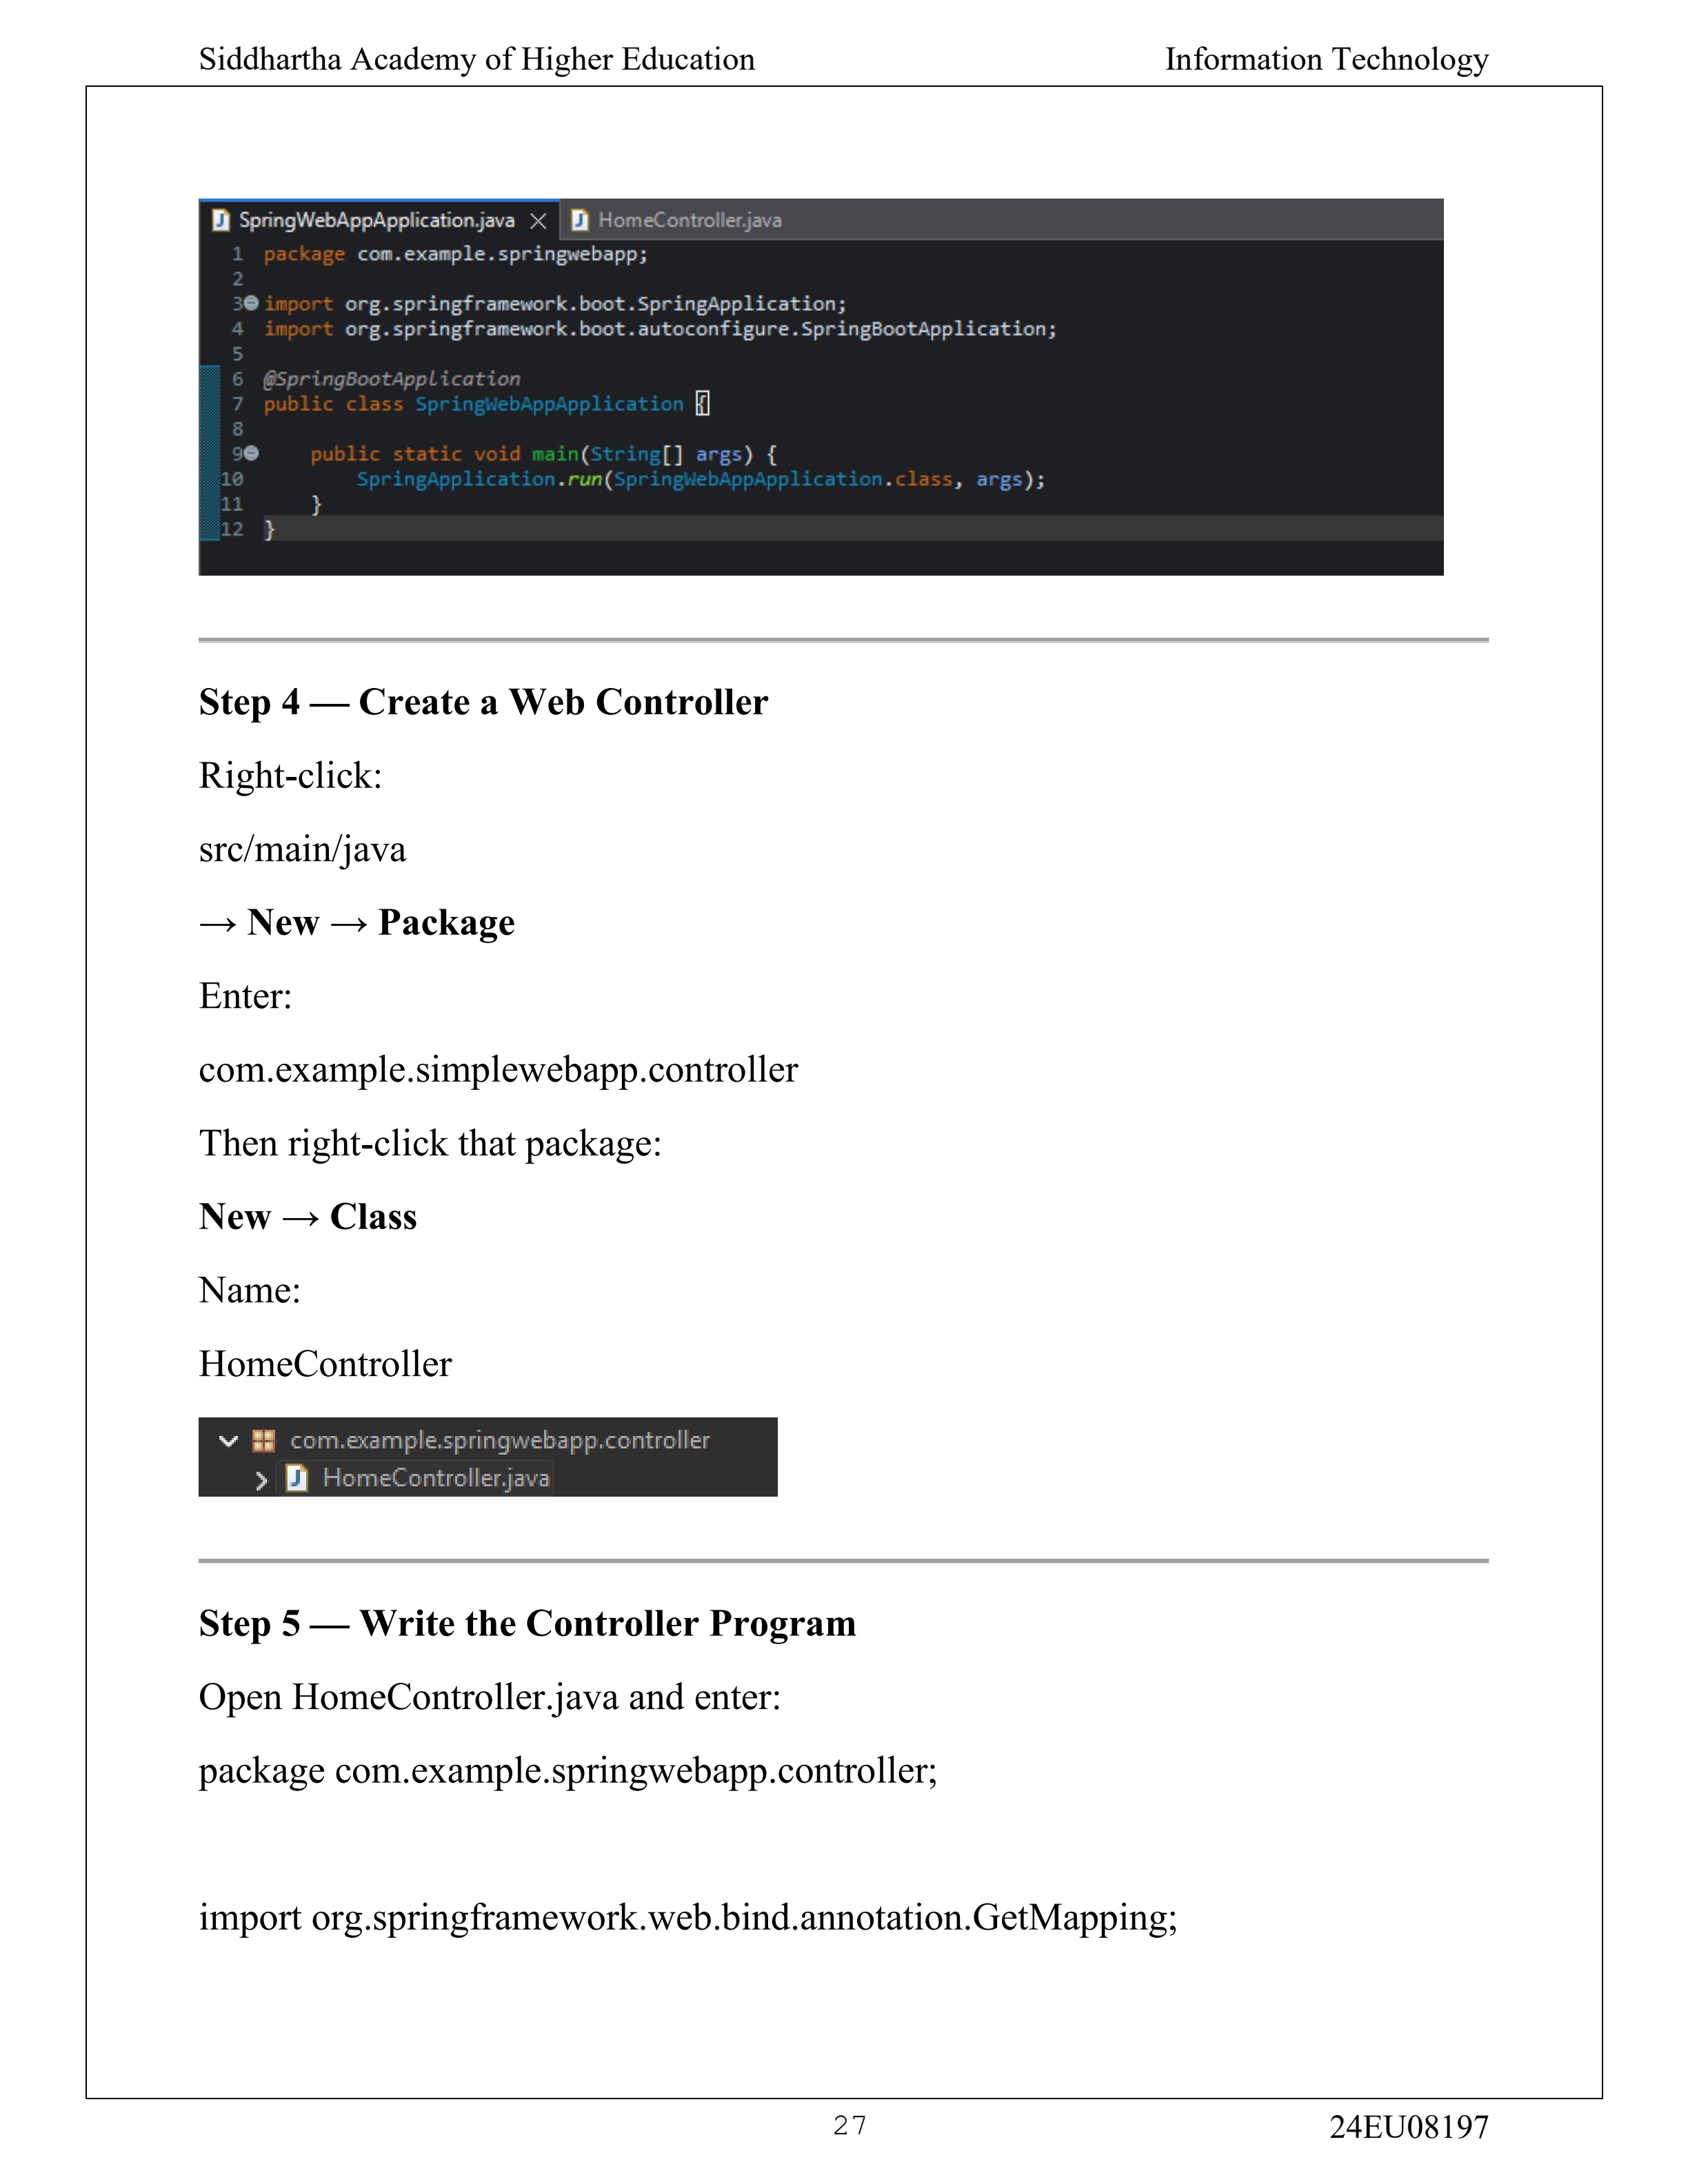 Siddhartha Academy of Higher Education Information Technology
SpringWebAppApplication.java HomeController.java
1 package com.example.springwebapp;
2
3 import org.springframework.boot.SpringApplication;
4 import org.springframework.boot.autoconfigure.SpringBootApplication;
5
6 @SpringBootApplication
7 public class SpringWebAppApplication {
8
9 public static void main(String[] args) {
10 SpringApplication.run(SpringWebAppApplication.class, args);
11 }
12 }
Step 4 — Create a Web Controller
Right-click:
src/main/java
→ New → Package
Enter:
com.example.simplewebapp.controller
Then right-click that package:
New → Class
Name:
HomeController
com.example.springwebapp.controller
HomeController.java
Step 5 — Write the Controller Program
Open HomeController.java and enter:
package com.example.springwebapp.controller;
import org.springframework.web.bind.annotation.GetMapping;
27 24EU08197